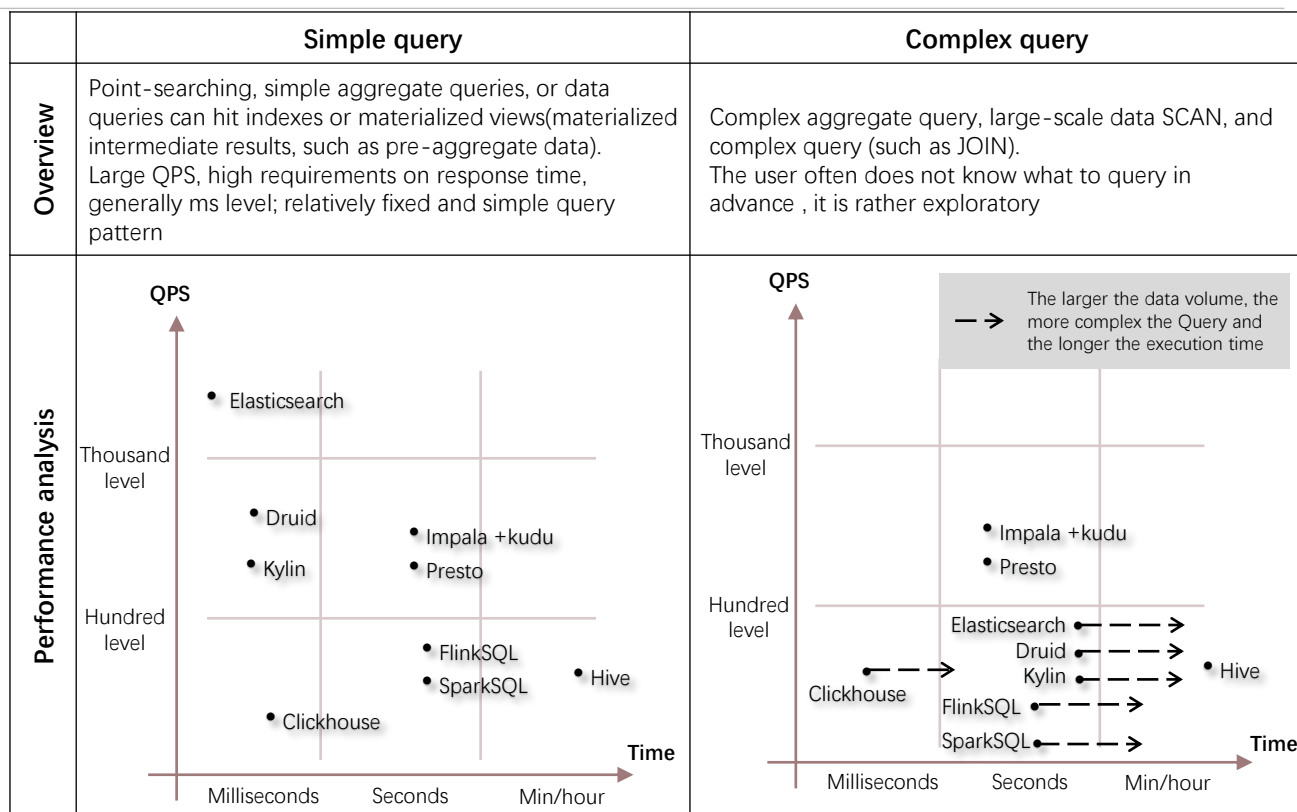 Simple query
Complex query
Overview
Point-searching, simple aggregate queries, or data
queries can hit indexes or materialized views(materialized
intermediate results, such as pre-aggregate data).
Large QPS, high requirements on response time,
generally ms level; relatively fixed and simple query
pattern
Complex aggregate query, large-scale data SCAN, and
complex query (such as JOIN).
The user often does not know what to query in
advance , it is rather exploratory
Performance analysis
QPS
Elasticsearch
Thousand
level
Druid
Impala +kudu
Kylin
Presto
Hundred
level
FlinkSQL
SparkSQL
Hive
Clickhouse
Time
Milliseconds
Seconds
Min/hour
QPS
The larger the data volume, the
more complex the Query and
the longer the execution time
Thousand
level
Impala +kudu
Presto
Hundred
level
Elasticsearch
Druid
Kylin
Hive
Clickhouse
FlinkSQL
SparkSQL
Time
Milliseconds
Seconds
Min/hour